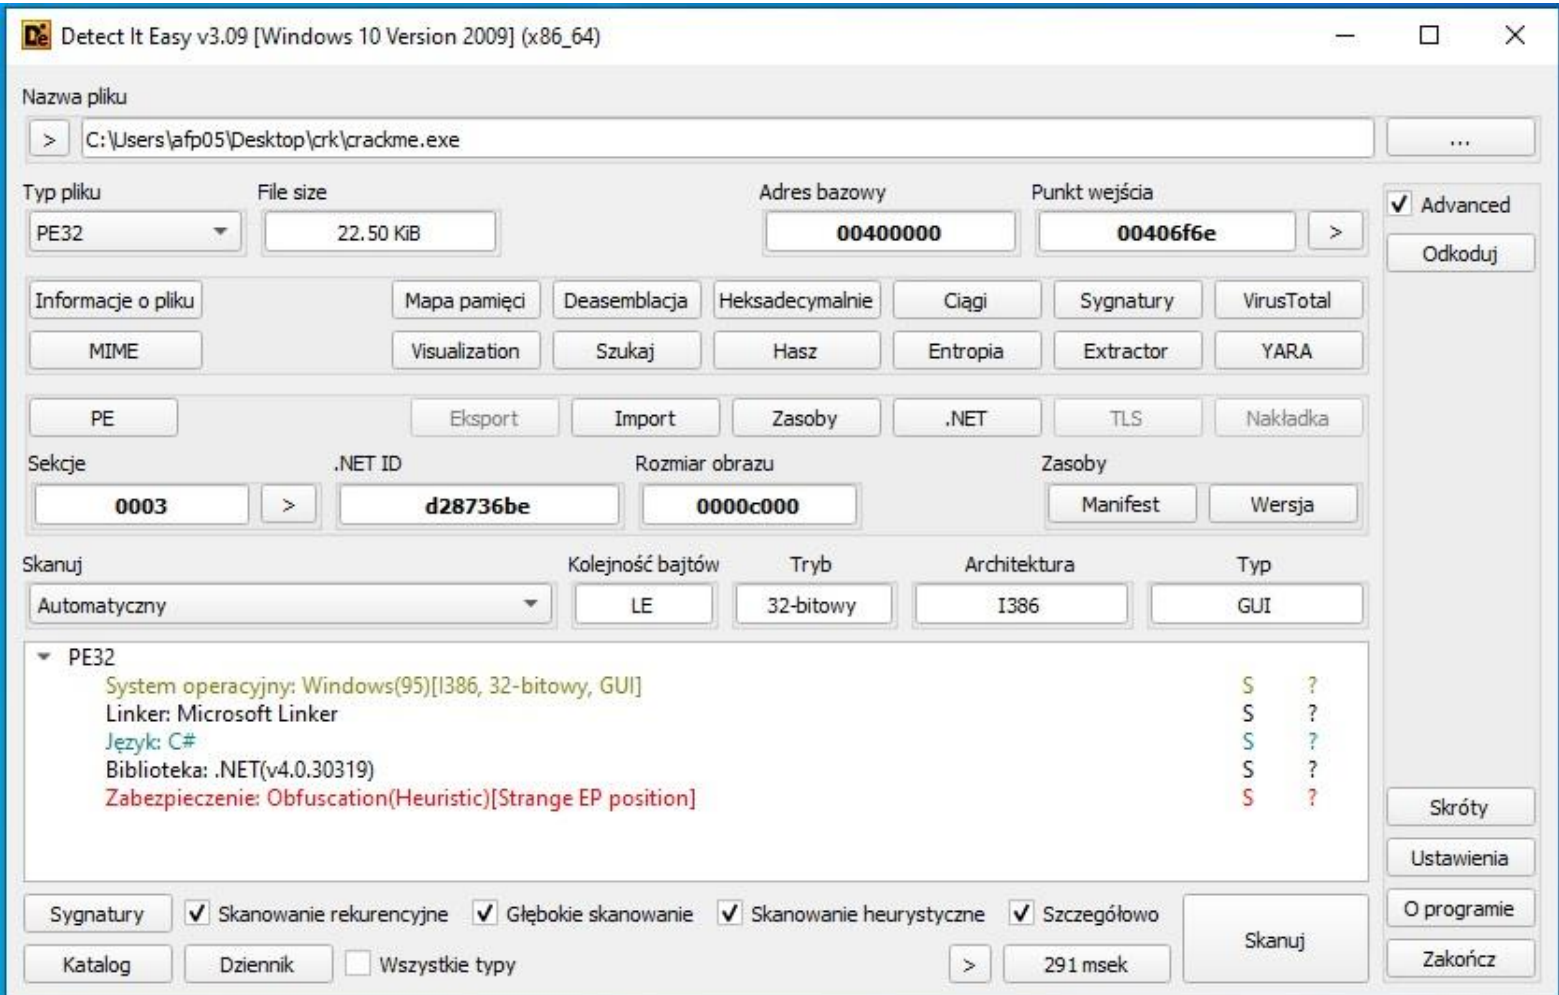 Detect It Easy v3.09 [Windows 10 Version 2009] (x86_64)
Nazwa pliku
> C:\Users\afp05\Desktop\crk\crackme.exe ...
Typ pliku File size Adres bazowy Punkt wejścia
PE32 22.50 KiB 00400000 00406f6e >
Advanced
Odkoduj
Informacje o pliku Mapa pamięci Deasemblacja Heksadecymalnie Ciągi Sygnatury VirusTotal
MIME Visualization Szukaj Hasz Entropia Extractor YARA
PE Eksport Import Zasoby .NET TLS Nakładka
Sekcje .NET ID Rozmiar obrazu Zasoby
0003 > d28736be 0000c000 Manifest Wersja
Skanuj Kolejność bajtów Tryb Architektura Typ
Automatyczny LE 32-bitowy I386 GUI
PE32
System operacyjny: Windows(95)[I386, 32-bitowy, GUI] S ?
Linker: Microsoft Linker S ?
Język: C# S ?
Biblioteka: .NET(v4.0.30319) S ?
Zabezpieczenie: Obfuscation(Heuristic)[Strange EP position] S ?
Skróty
Ustawienia
Sygnatury Skanowanie rekurencyjne Głębokie skanowanie Skanowanie heurystyczne Szczegółowo
O programie
Katalog Dziennik Wszystkie typy > 291 msek Skanuj
Zakończ